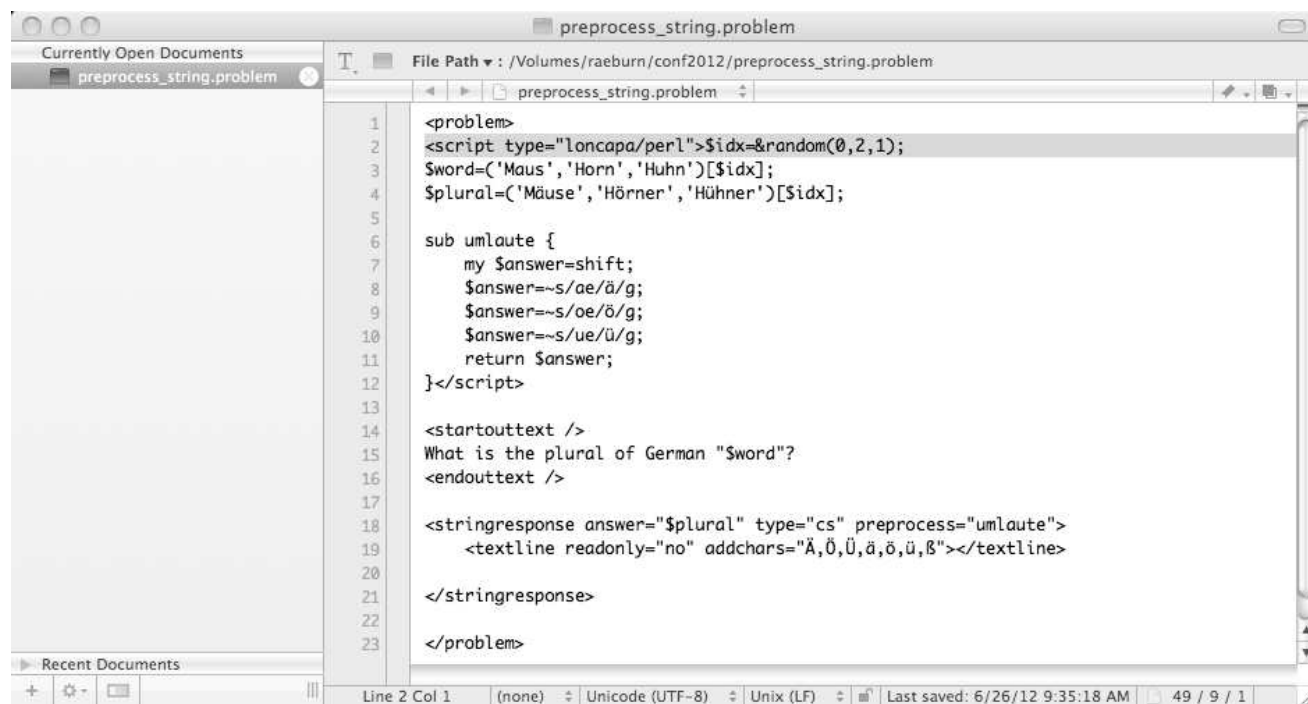 preprocess_string.problem
Currently Open Documents
preprocess_string.problem
File Path ▾ : /Volumes/raeburn/conf2012/preprocess_string.problem
preprocess_string.problem
1 <problem>
2 <script type="loncapa/perl">$idx=&random(0,2,1);
3 $word=('Maus','Horn','Huhn')[$idx];
4 $plural=('Mäuse','Hörner','Hühner')[$idx];
5
6 sub umlaute {
7     my $answer=shift;
8     $answer=~s/ae/ä/g;
9     $answer=~s/oe/ö/g;
10     $answer=~s/ue/ü/g;
11     return $answer;
12 }</script>
13
14 <startouttext />
15 What is the plural of German "$word"?
16 <endouttext />
17
18 <stringresponse answer="$plural" type="cs" preprocess="umlaute">
19     <textline readonly="no" addchars="Ä,Ö,Ü,ä,ö,ü,ß"></textline>
20
21 </stringresponse>
22
23 </problem>
Recent Documents
Line 2 Col 1 (none) Unicode (UTF-8) Unix (LF) Last saved: 6/26/12 9:35:18 AM 49 / 9 / 1